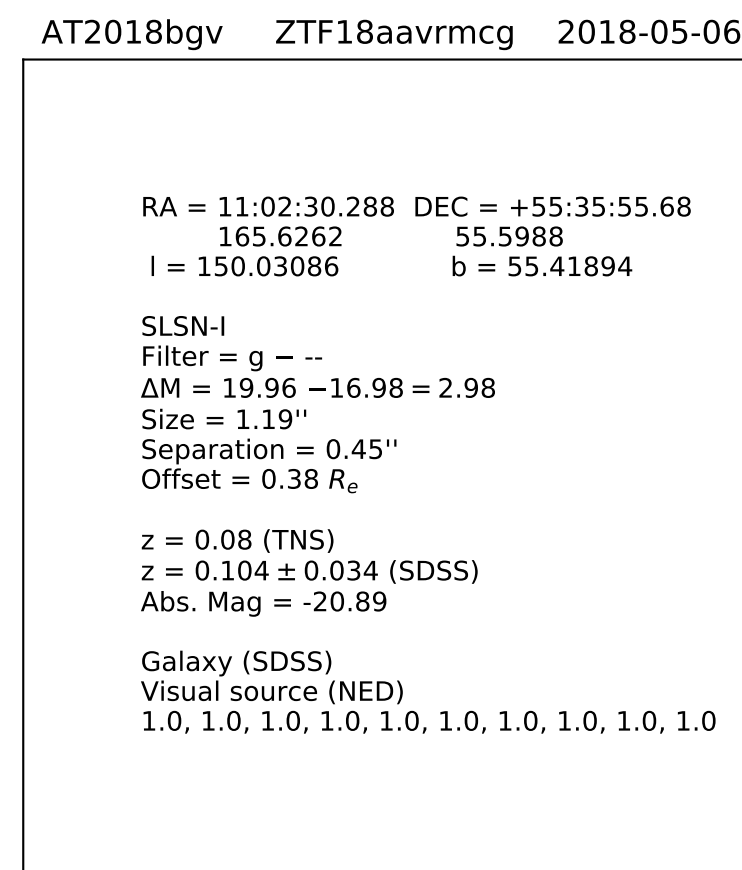 AT2018bgv ZTF18aavrmcg 2018-05-06
RA = 11:02:30.288 DEC = +55:35:55.68
165.6262 55.5988
l = 150.03086 b = 55.41894
SLSN-I
Filter = g − --
ΔM = 19.96 −16.98 = 2.98
Size = 1.19''
Separation = 0.45''
Offset = 0.38 Rₑ
z = 0.08 (TNS)
z = 0.104 ± 0.034 (SDSS)
Abs. Mag = -20.89
Galaxy (SDSS)
Visual source (NED)
1.0, 1.0, 1.0, 1.0, 1.0, 1.0, 1.0, 1.0, 1.0, 1.0